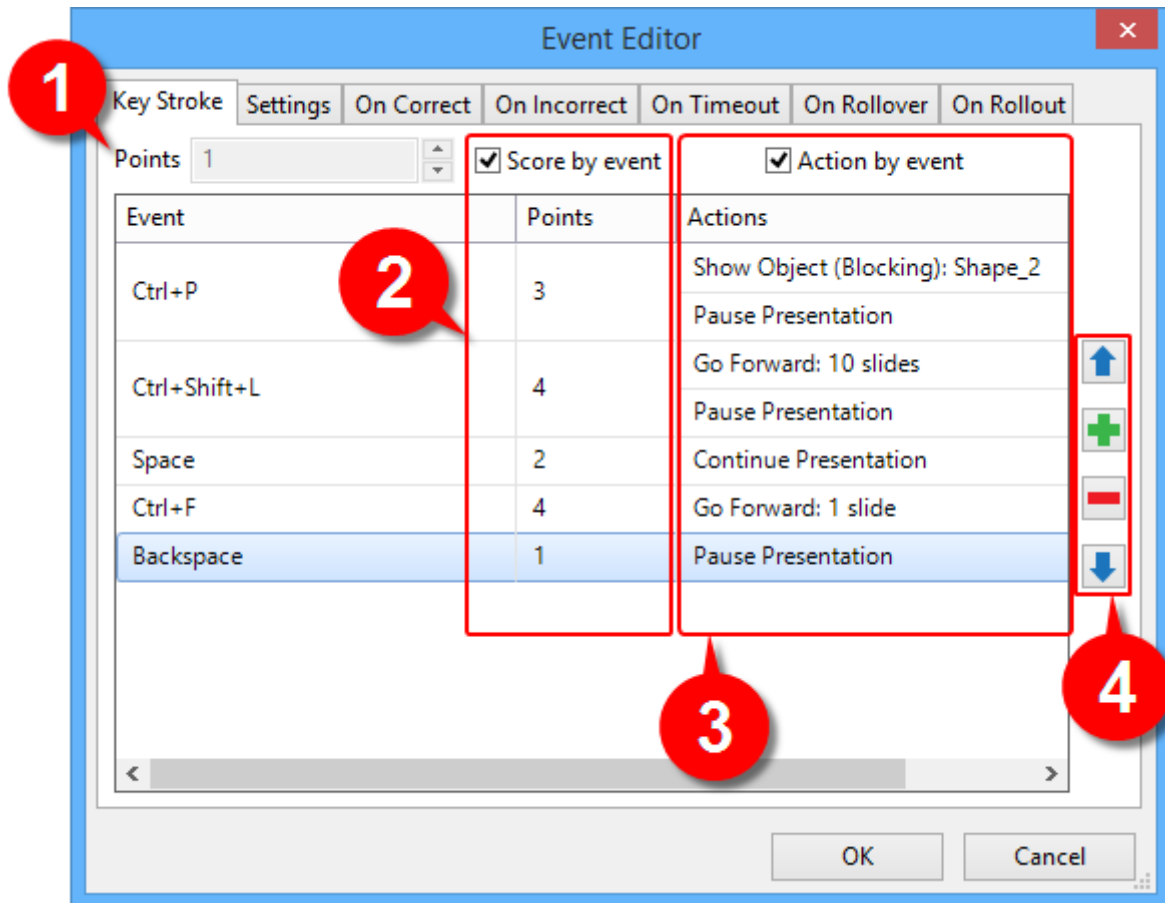 Event Editor
1
Key Stroke Settings On Correct On Incorrect On Timeout On Rollover On Rollout
Points 1 Score by event Action by event
Event Points Actions
Ctrl+P 3 Show Object (Blocking): Shape_2
Pause Presentation
2
Ctrl+Shift+L 4 Go Forward: 10 slides
Pause Presentation
Space 2 Continue Presentation
Ctrl+F 4 Go Forward: 1 slide
Backspace 1 Pause Presentation
3
4
OK Cancel